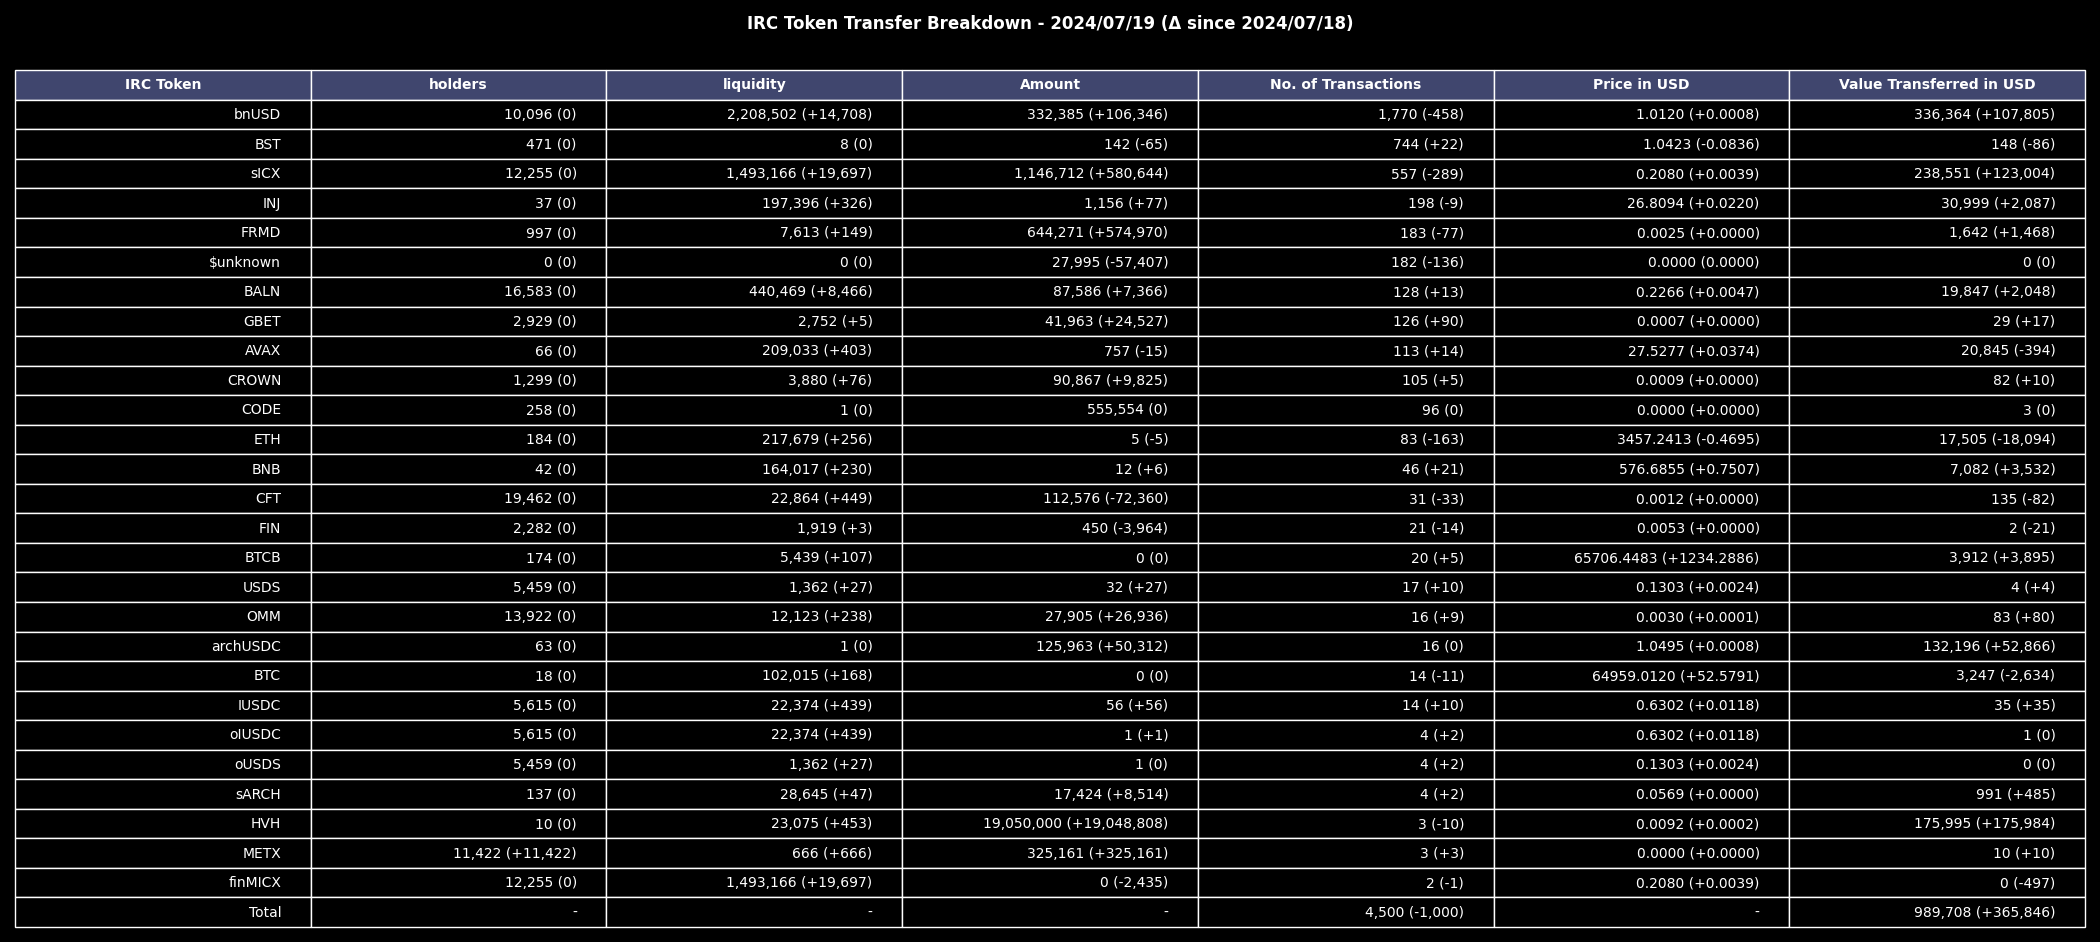 IRC Token Transfer Breakdown - 2024/07/19 (Δ since 2024/07/18)
IRC Token holders liquidity Amount No. of Transactions Price in USD Value Transferred in USD
bnUSD 10,096 (0) 2,208,502 (+14,708) 332,385 (+106,346) 1,770 (-458) 1.0120 (+0.0008) 336,364 (+107,805)
BST 471 (0) 8 (0) 142 (-65) 744 (+22) 1.0423 (-0.0836) 148 (-86)
sICX 12,255 (0) 1,493,166 (+19,697) 1,146,712 (+580,644) 557 (-289) 0.2080 (+0.0039) 238,551 (+123,004)
INJ 37 (0) 197,396 (+326) 1,156 (+77) 198 (-9) 26.8094 (+0.0220) 30,999 (+2,087)
FRMD 997 (0) 7,613 (+149) 644,271 (+574,970) 183 (-77) 0.0025 (+0.0000) 1,642 (+1,468)
$unknown 0 (0) 0 (0) 27,995 (-57,407) 182 (-136) 0.0000 (0.0000) 0 (0)
BALN 16,583 (0) 440,469 (+8,466) 87,586 (+7,366) 128 (+13) 0.2266 (+0.0047) 19,847 (+2,048)
GBET 2,929 (0) 2,752 (+5) 41,963 (+24,527) 126 (+90) 0.0007 (+0.0000) 29 (+17)
AVAX 66 (0) 209,033 (+403) 757 (-15) 113 (+14) 27.5277 (+0.0374) 20,845 (-394)
CROWN 1,299 (0) 3,880 (+76) 90,867 (+9,825) 105 (+5) 0.0009 (+0.0000) 82 (+10)
CODE 258 (0) 1 (0) 555,554 (0) 96 (0) 0.0000 (+0.0000) 3 (0)
ETH 184 (0) 217,679 (+256) 5 (-5) 83 (-163) 3457.2413 (-0.4695) 17,505 (-18,094)
BNB 42 (0) 164,017 (+230) 12 (+6) 46 (+21) 576.6855 (+0.7507) 7,082 (+3,532)
CFT 19,462 (0) 22,864 (+449) 112,576 (-72,360) 31 (-33) 0.0012 (+0.0000) 135 (-82)
FIN 2,282 (0) 1,919 (+3) 450 (-3,964) 21 (-14) 0.0053 (+0.0000) 2 (-21)
BTCB 174 (0) 5,439 (+107) 0 (0) 20 (+5) 65706.4483 (+1234.2886) 3,912 (+3,895)
USDS 5,459 (0) 1,362 (+27) 32 (+27) 17 (+10) 0.1303 (+0.0024) 4 (+4)
OMM 13,922 (0) 12,123 (+238) 27,905 (+26,936) 16 (+9) 0.0030 (+0.0001) 83 (+80)
archUSDC 63 (0) 1 (0) 125,963 (+50,312) 16 (0) 1.0495 (+0.0008) 132,196 (+52,866)
BTC 18 (0) 102,015 (+168) 0 (0) 14 (-11) 64959.0120 (+52.5791) 3,247 (-2,634)
IUSDC 5,615 (0) 22,374 (+439) 56 (+56) 14 (+10) 0.6302 (+0.0118) 35 (+35)
oIUSDC 5,615 (0) 22,374 (+439) 1 (+1) 4 (+2) 0.6302 (+0.0118) 1 (0)
oUSDS 5,459 (0) 1,362 (+27) 1 (0) 4 (+2) 0.1303 (+0.0024) 0 (0)
sARCH 137 (0) 28,645 (+47) 17,424 (+8,514) 4 (+2) 0.0569 (+0.0000) 991 (+485)
HVH 10 (0) 23,075 (+453) 19,050,000 (+19,048,808) 3 (-10) 0.0092 (+0.0002) 175,995 (+175,984)
METX 11,422 (+11,422) 666 (+666) 325,161 (+325,161) 3 (+3) 0.0000 (+0.0000) 10 (+10)
finMICX 12,255 (0) 1,493,166 (+19,697) 0 (-2,435) 2 (-1) 0.2080 (+0.0039) 0 (-497)
Total - - - 4,500 (-1,000) - 989,708 (+365,846)